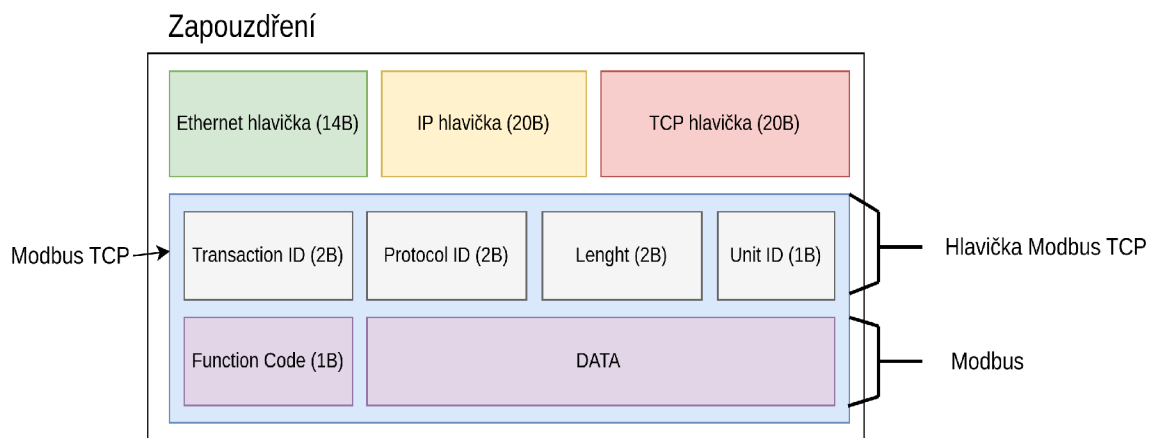 Zapouzdření
Ethernet hlavička (14B)
IP hlavička (20B)
TCP hlavička (20B)
Modbus TCP
Transaction ID (2B)
Protocol ID (2B)
Lenght (2B)
Unit ID (1B)
Hlavička Modbus TCP
Function Code (1B)
DATA
Modbus